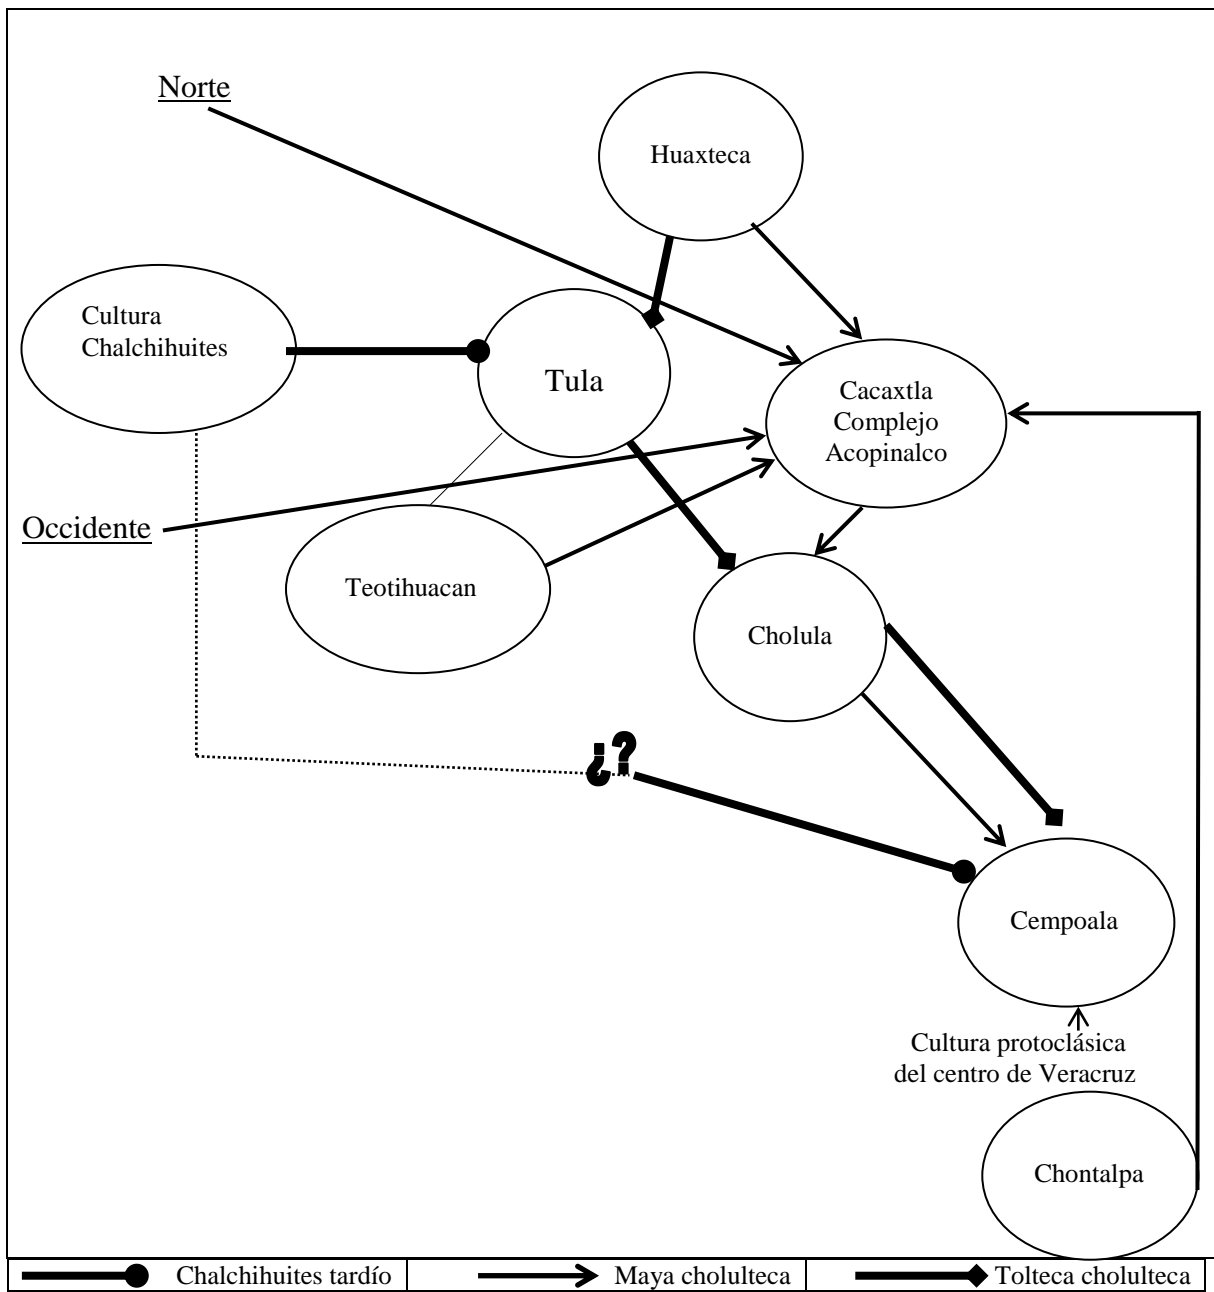 Norte
Huaxteca
Cultura
Chalchihuites
Tula
Cacaxtla
Complejo
Acopinalco
Occidente
Teotihuacan
Cholula
¿?
Cempoala
Cultura protoclásica
del centro de Veracruz
Chontalpa
Chalchihuites tardío
Maya cholulteca
Tolteca cholulteca